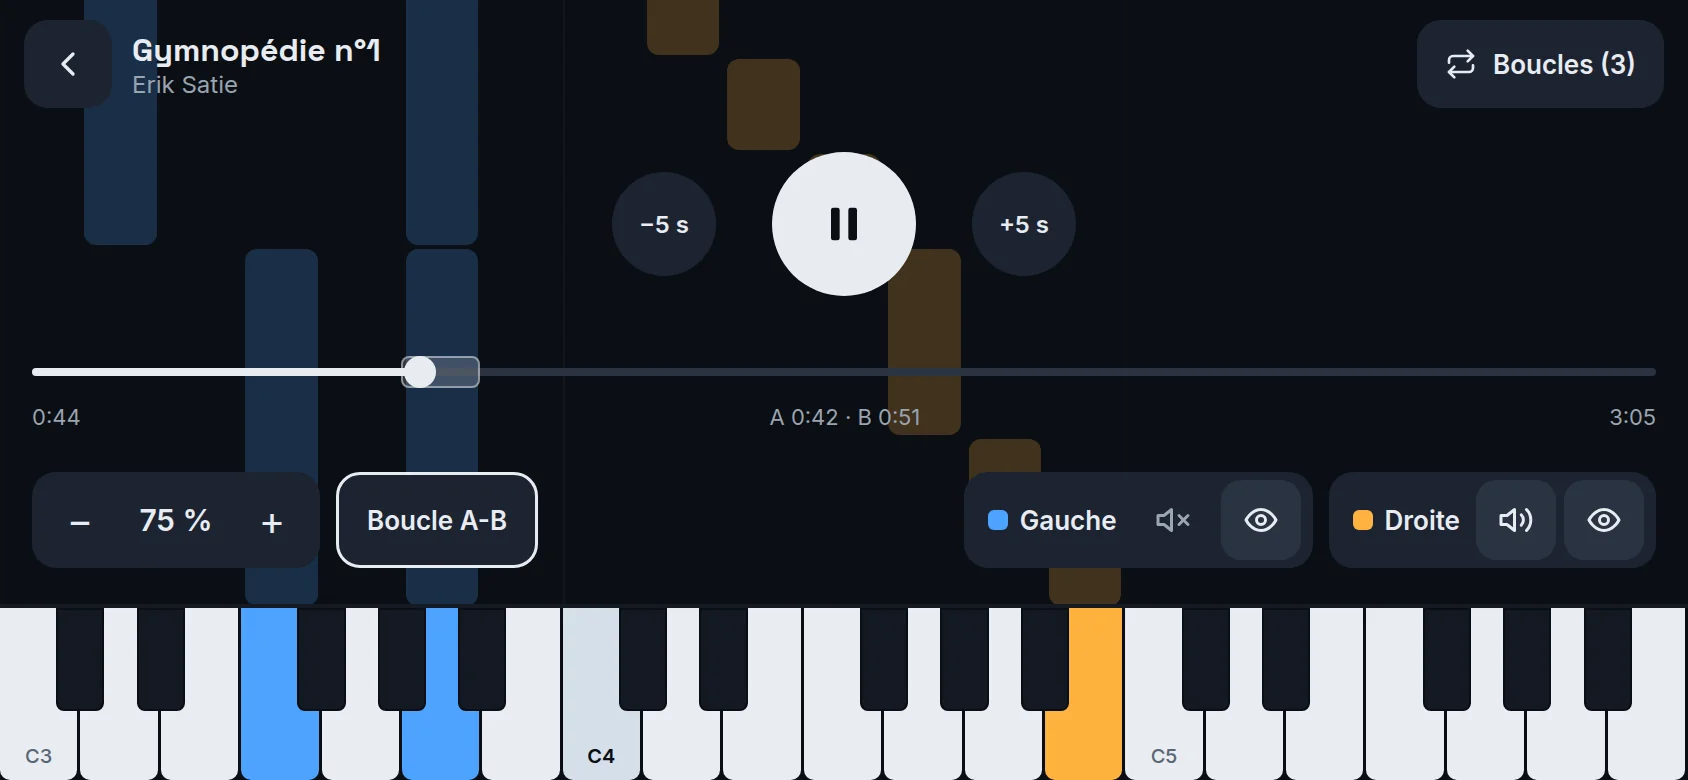 Gymnopédie n°1
Erik Satie
Boucles (3)
−5 s
+5 s
0:44
A 0:42 · B 0:51
3:05
− 75 % +
Boucle A-B
Gauche
Droite
C3
C4
C5